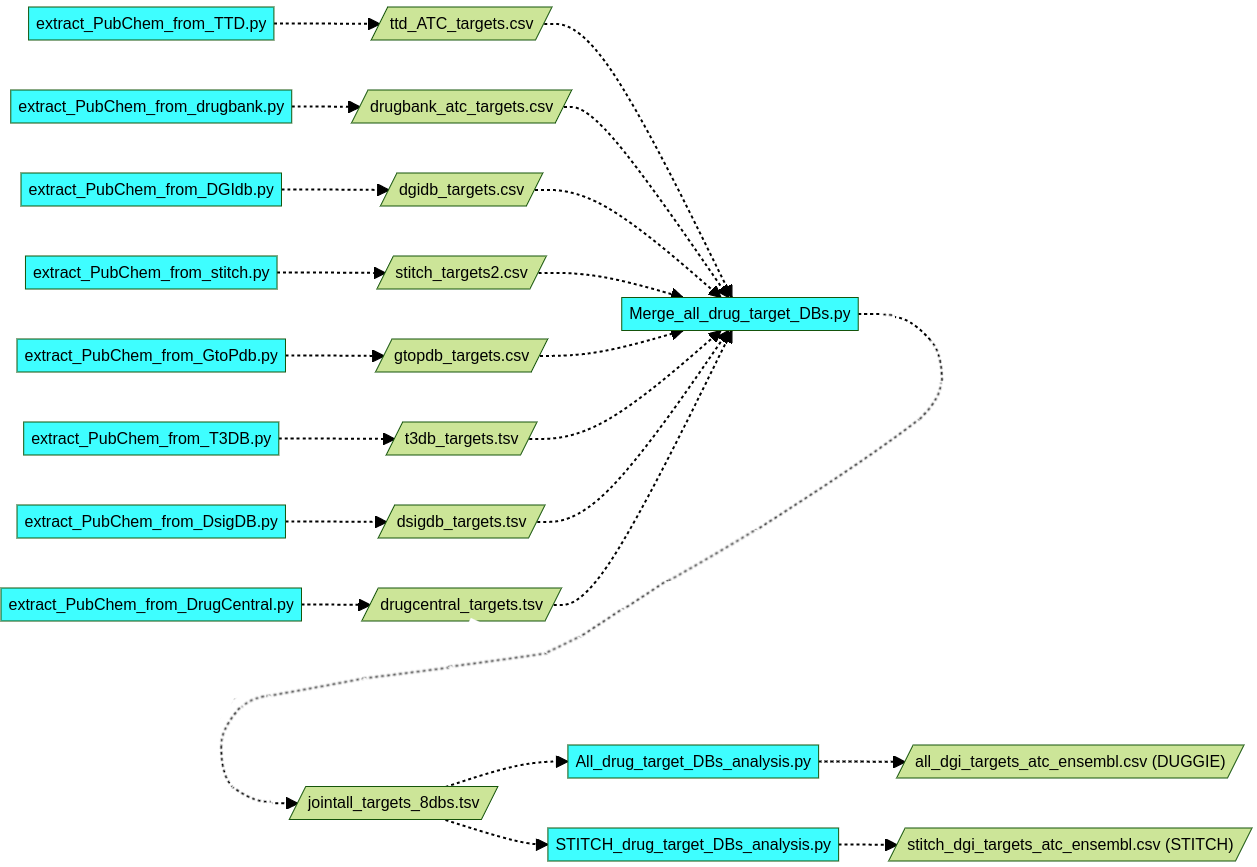 extract_PubChem_from_TTD.py
ttd_ATC_targets.csv
extract_PubChem_from_drugbank.py
drugbank_atc_targets.csv
extract_PubChem_from_DGIdb.py
dgidb_targets.csv
extract_PubChem_from_stitch.py
stitch_targets2.csv
Merge_all_drug_target_DBs.py
extract_PubChem_from_GtoPdb.py
gtopdb_targets.csv
extract_PubChem_from_T3DB.py
t3db_targets.tsv
extract_PubChem_from_DsigDB.py
dsigdb_targets.tsv
extract_PubChem_from_DrugCentral.py
drugcentral_targets.tsv
All_drug_target_DBs_analysis.py
all_dgi_targets_atc_ensembl.csv (DUGGIE)
jointall_targets_8dbs.tsv
STITCH_drug_target_DBs_analysis.py
stitch_dgi_targets_atc_ensembl.csv (STITCH)